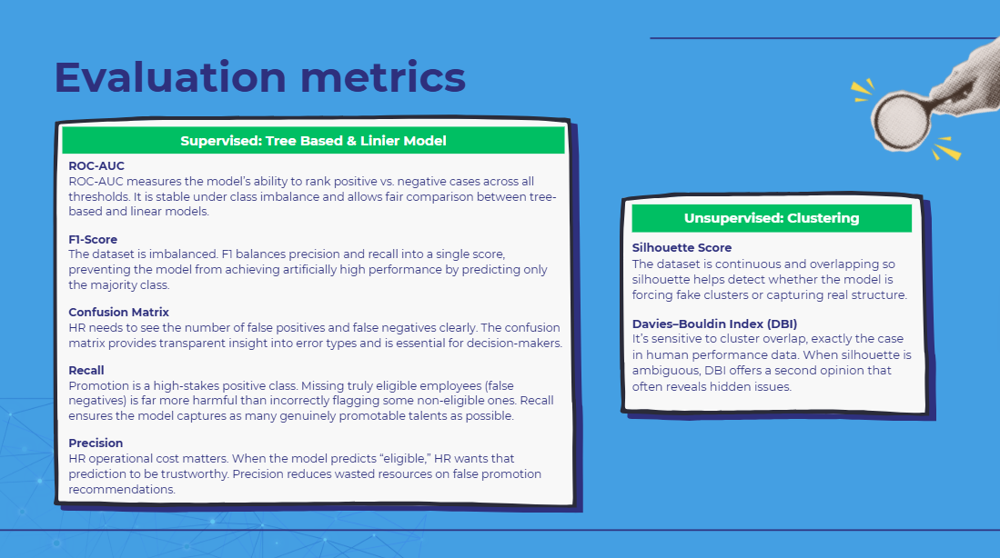 Evaluation metrics
Supervised: Tree Based & Linier Model
ROC-AUC
ROC-AUC measures the model’s ability to rank positive vs. negative cases across all
thresholds. It is stable under class imbalance and allows fair comparison between tree-
based and linear models.
F1-Score
The dataset is imbalanced. F1 balances precision and recall into a single score,
preventing the model from achieving artificially high performance by predicting only
the majority class.
Confusion Matrix
HR needs to see the number of false positives and false negatives clearly. The confusion
matrix provides transparent insight into error types and is essential for decision-makers.
Recall
Promotion is a high-stakes positive class. Missing truly eligible employees (false
negatives) is far more harmful than incorrectly flagging some non-eligible ones. Recall
ensures the model captures as many genuinely promotable talents as possible.
Precision
HR operational cost matters. When the model predicts “eligible,” HR wants that
prediction to be trustworthy. Precision reduces wasted resources on false promotion
recommendations.
Unsupervised: Clustering
Silhouette Score
The dataset is continuous and overlapping so
silhouette helps detect whether the model is
forcing fake clusters or capturing real structure.
Davies–Bouldin Index (DBI)
It’s sensitive to cluster overlap, exactly the case
in human performance data. When silhouette is
ambiguous, DBI offers a second opinion that
often reveals hidden issues.